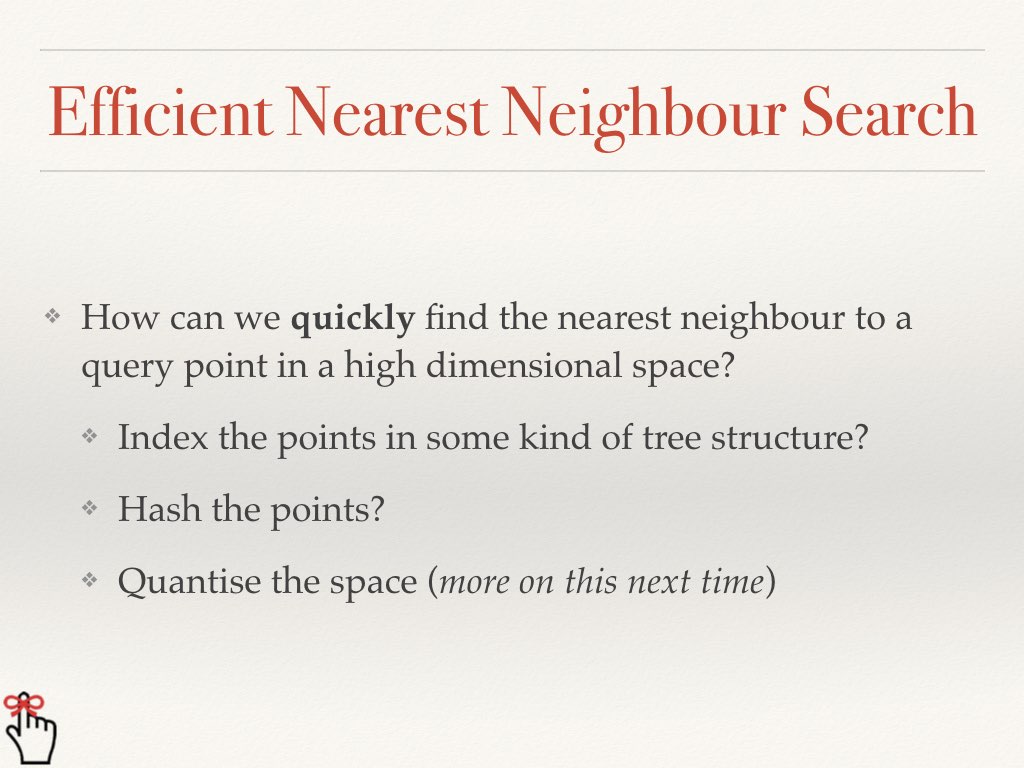 Efficient Nearest Neighbour Search
How can we quickly find the nearest neighbour to a
query point in a high dimensional space?
Index the points in some kind of tree structure?
Hash the points?
Quantise the space (more on this next time)